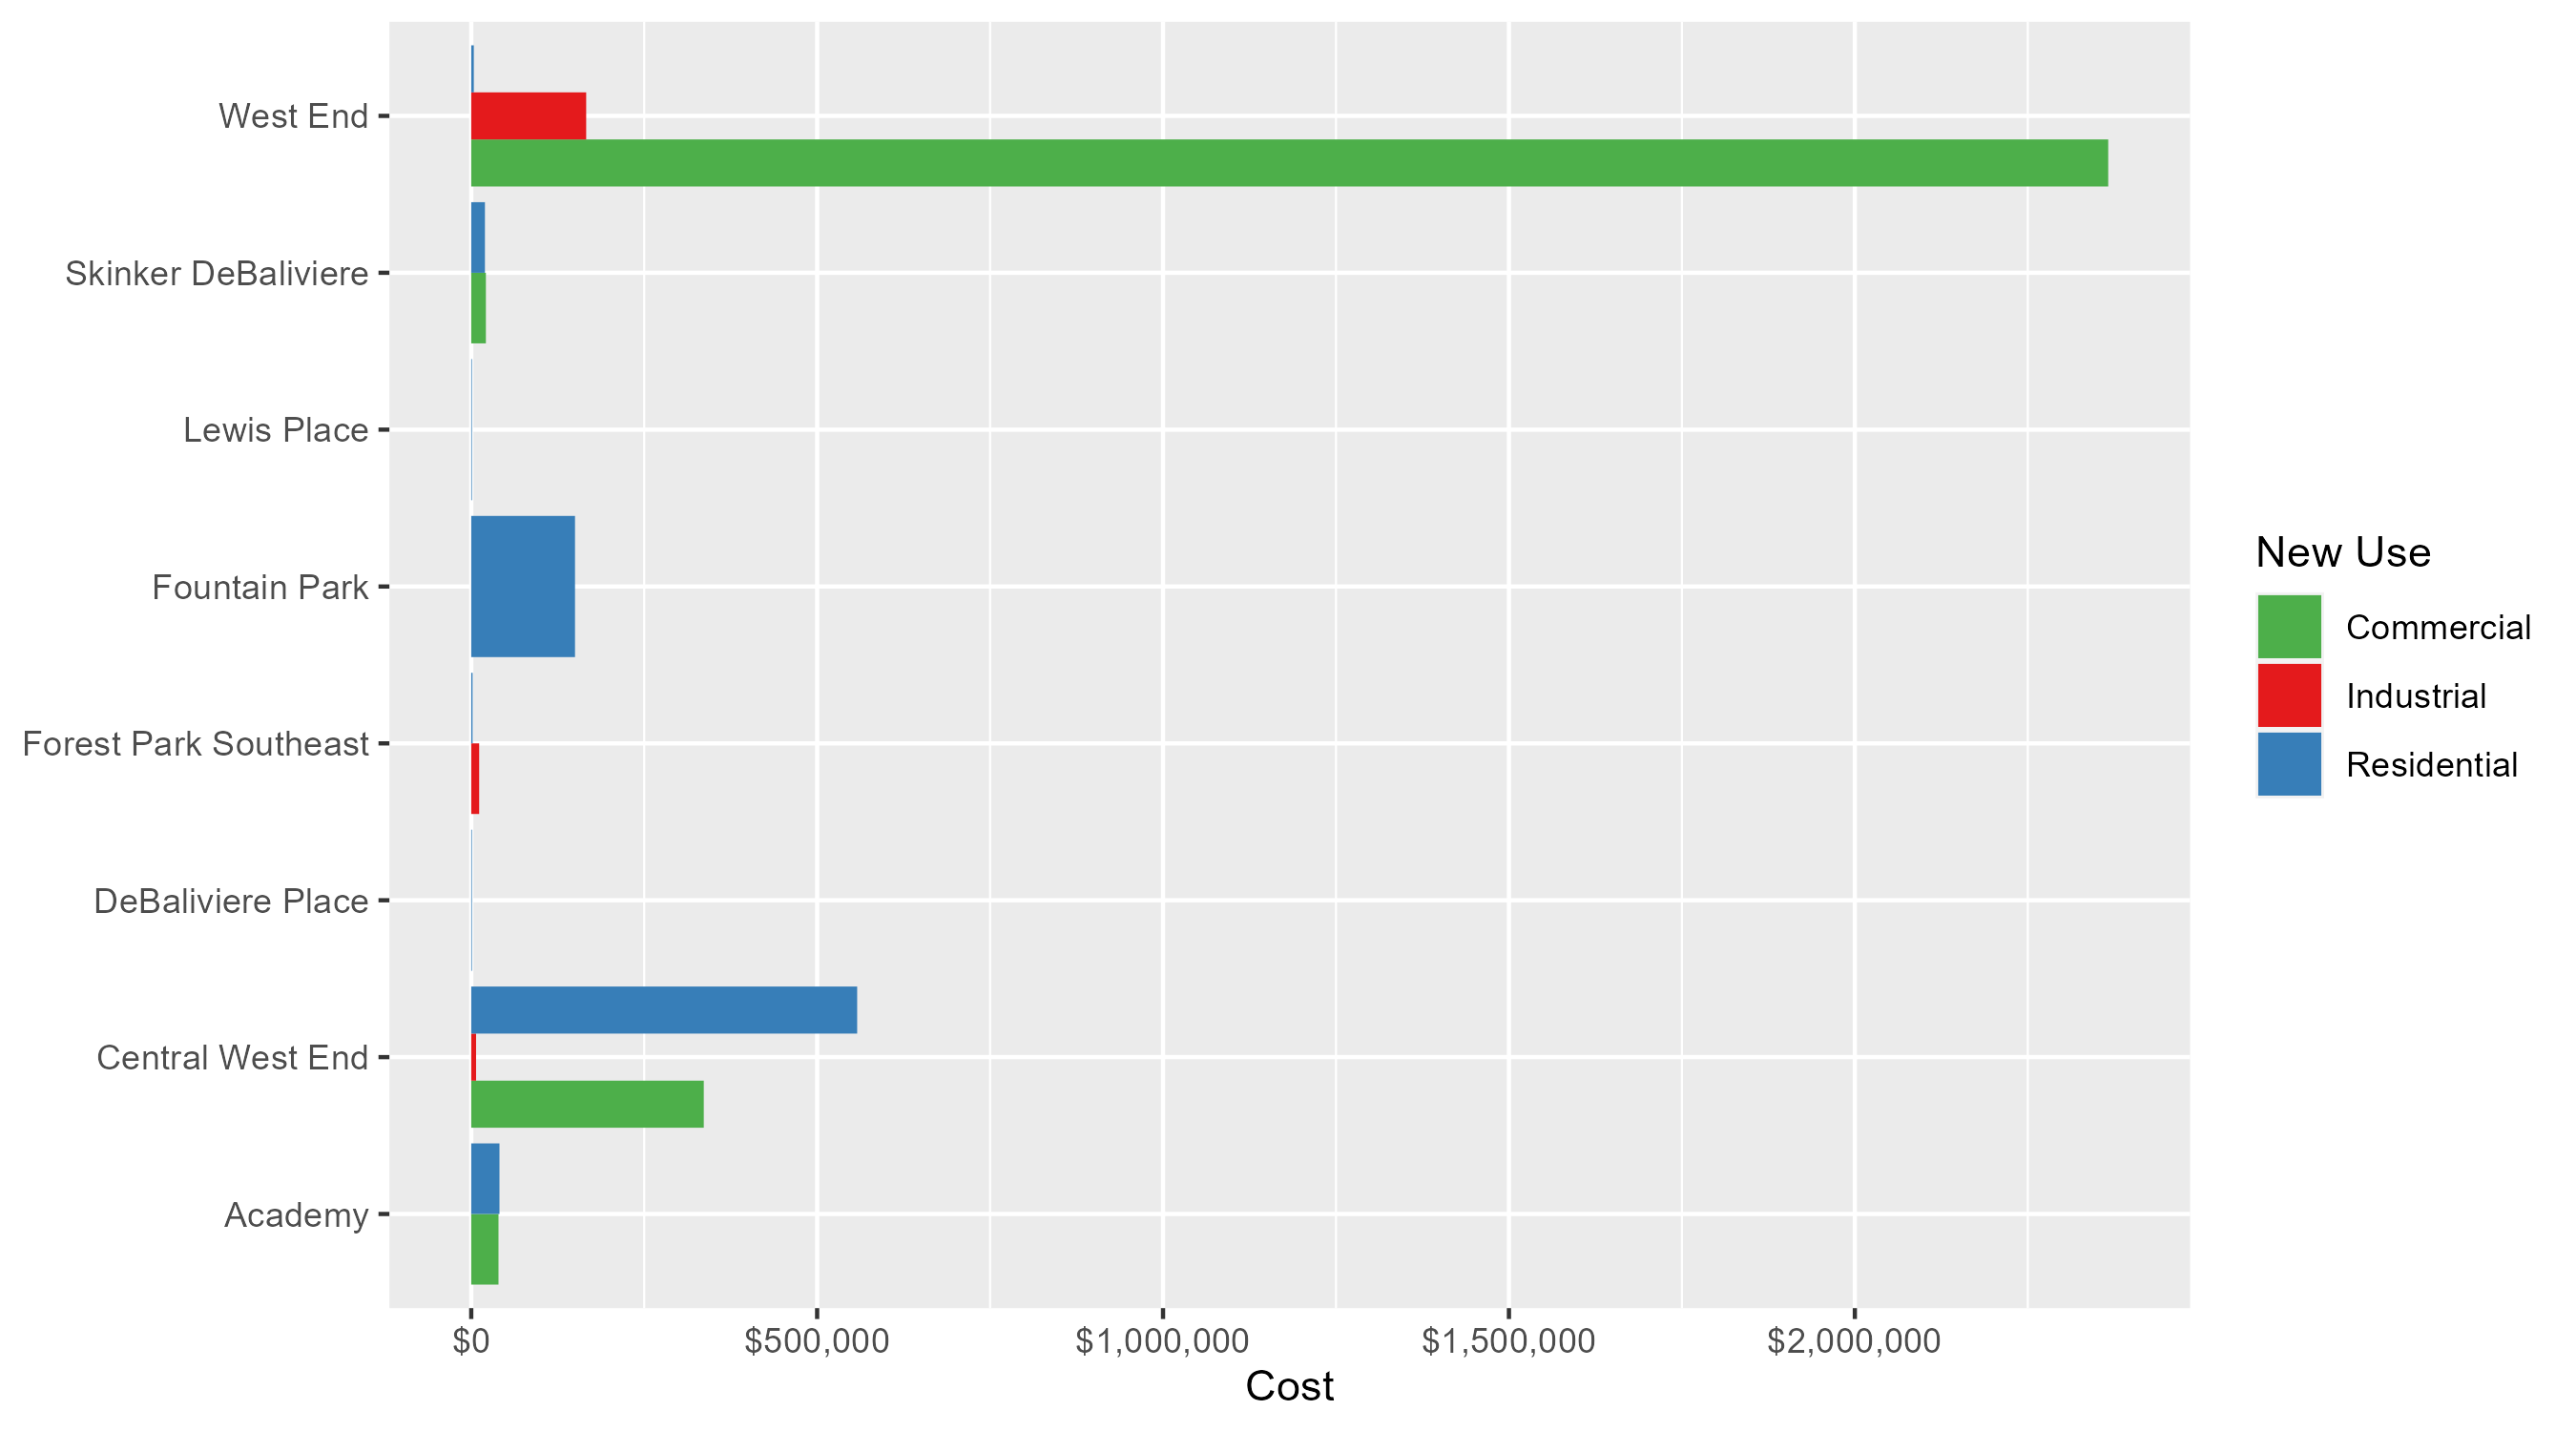 West End
Skinker DeBaliviere
Lewis Place
Fountain Park
Forest Park Southeast
DeBaliviere Place
Central West End
Academy
$0
$500,000
$1,000,000
$1,500,000
$2,000,000
Cost
New Use
Commercial
Industrial
Residential